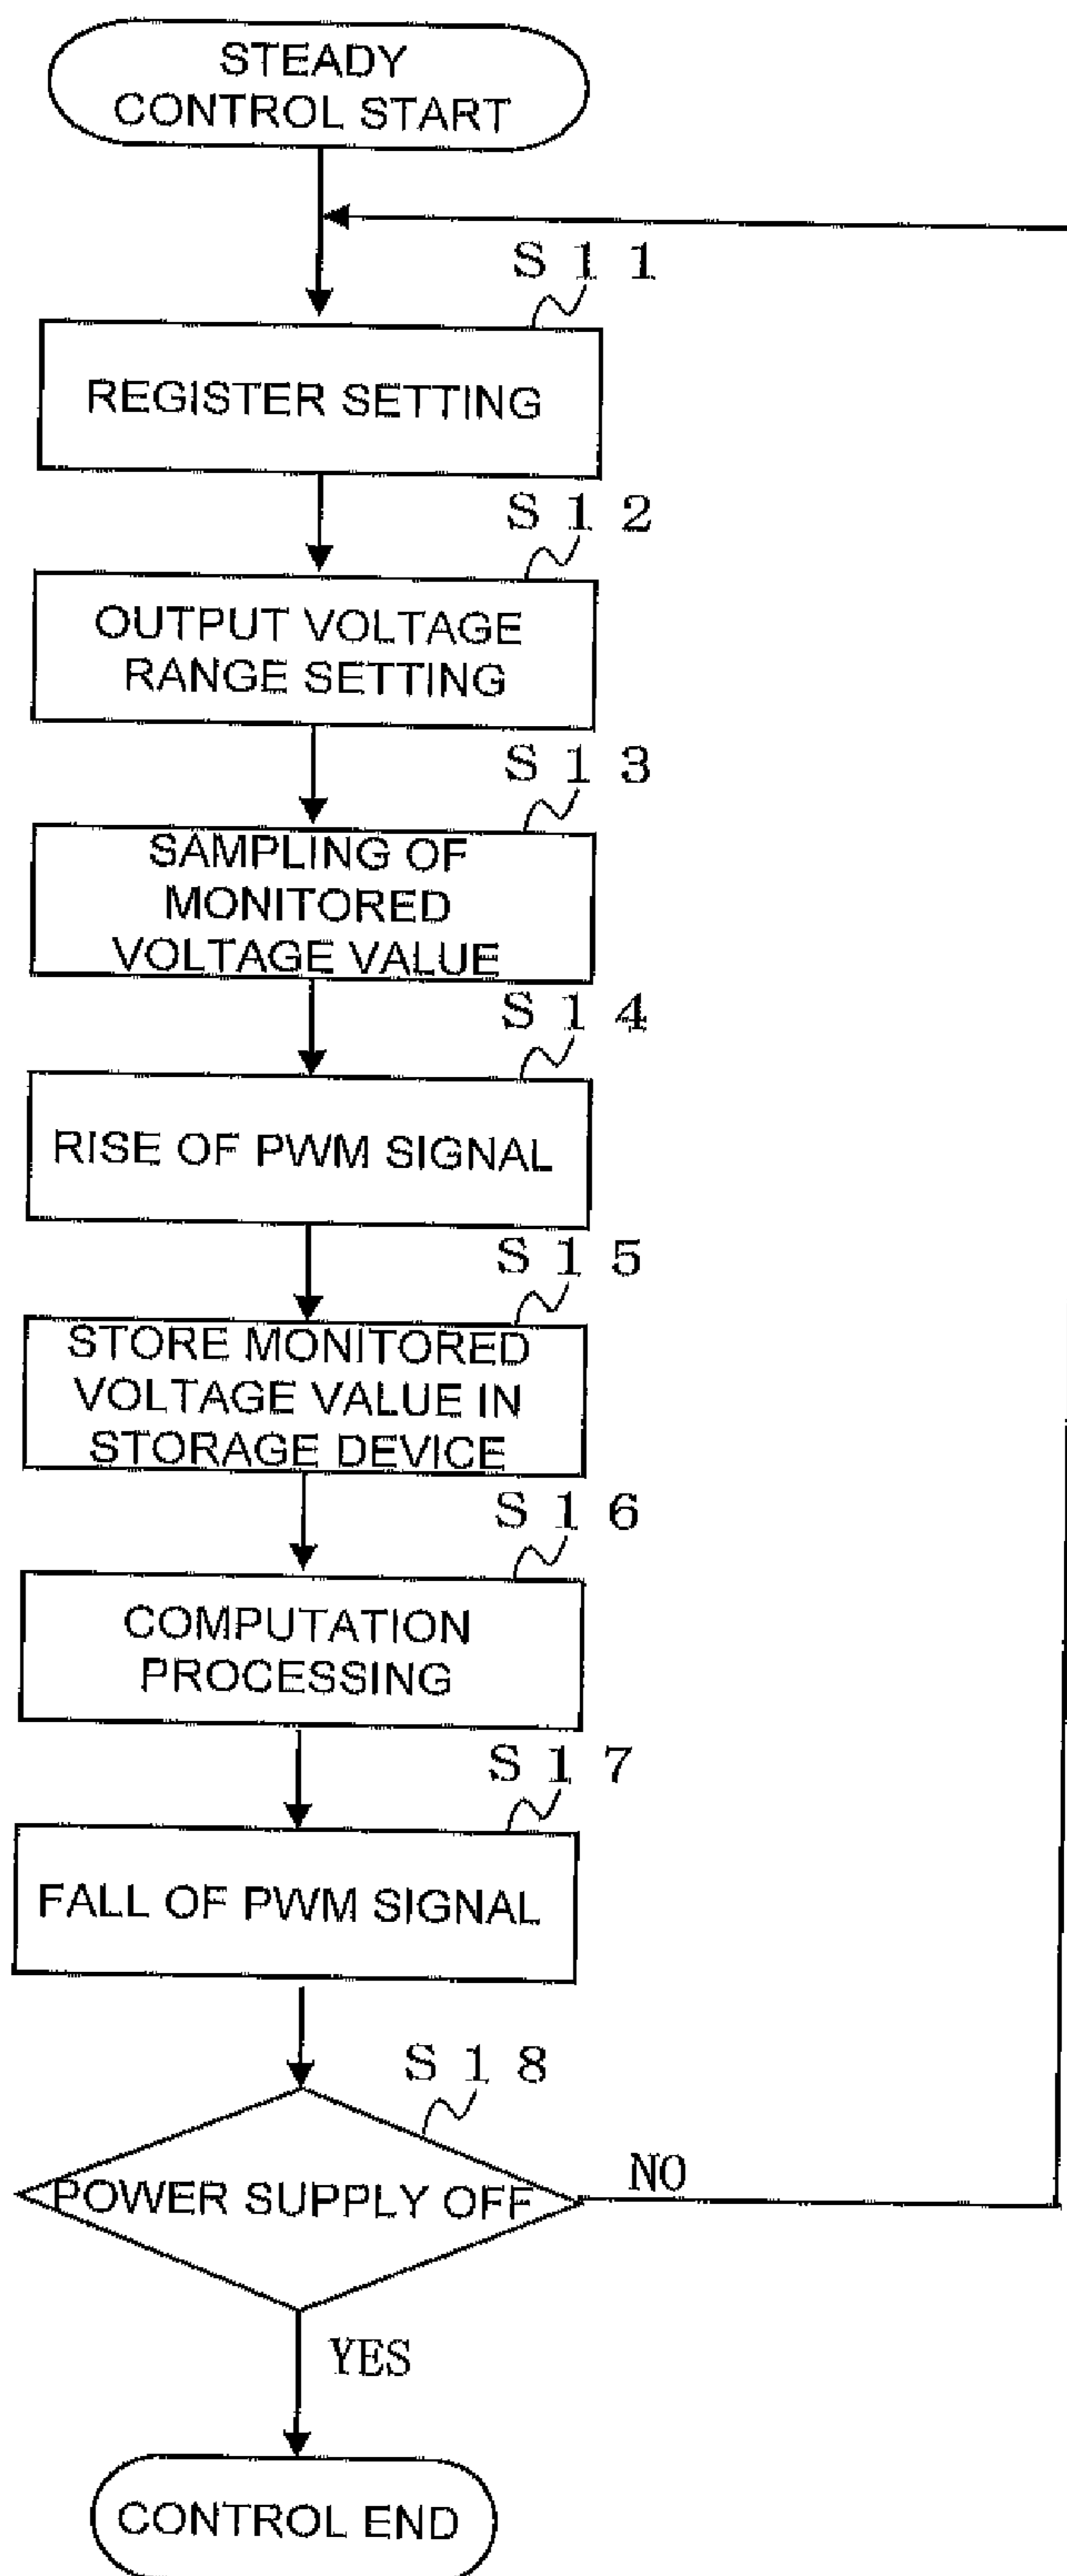 STEADY
CONTROL START
S11
REGISTER SETTING
S12
OUTPUT VOLTAGE
RANGE SETTING
S13
SAMPLING OF
MONITORED
VOLTAGE VALUE
S14
RISE OF PWM SIGNAL
S15
STORE MONITORED
VOLTAGE VALUE IN
STORAGE DEVICE
S16
COMPUTATION
PROCESSING
S17
FALL OF PWM SIGNAL
S18
POWER SUPPLY OFF
NO
YES
CONTROL END